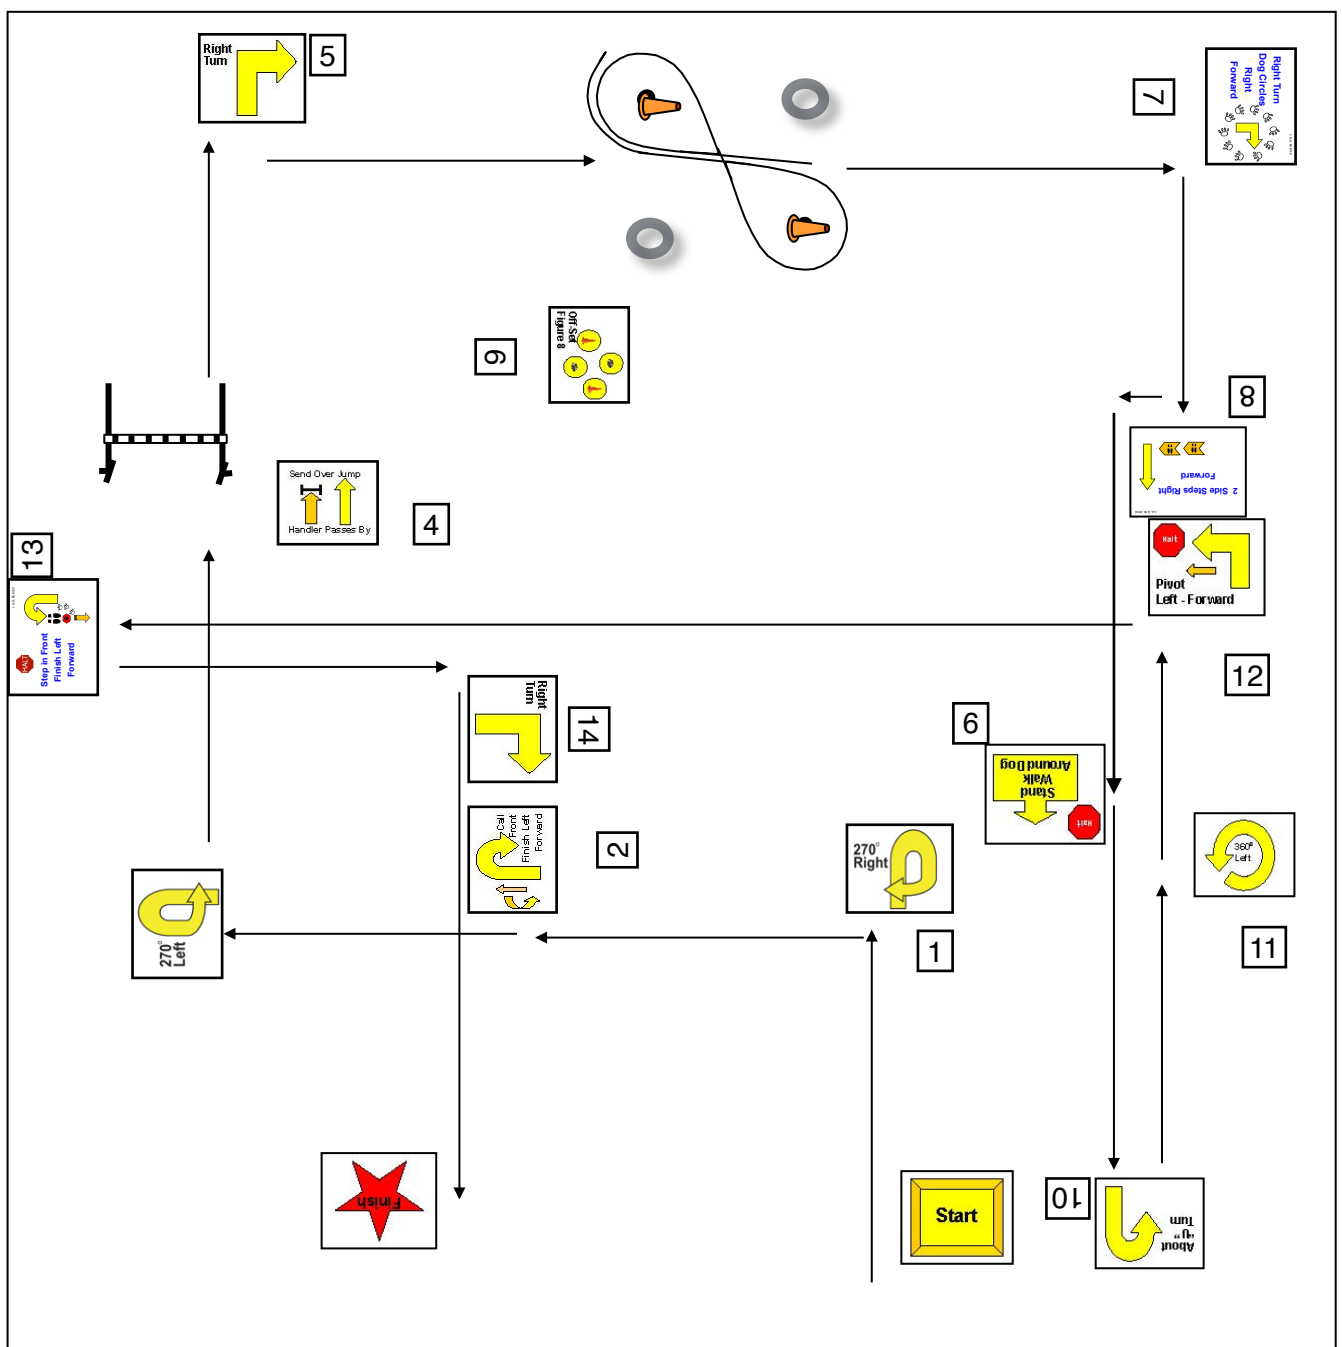 Right
Turn
5
7
Right Turn
Dog Circles
Right
Forward
6
Off-Set
Figure 8
8
2 Side Steps Right
Forward
Send Over Jump
Handler Passes By
4
13
HALT
Step in Front
Finish Left
Forward
Halt
Pivot
Left - Forward
12
Right
Turn
14
9
Halt
Stand
Walk
Around Dog
Call
Front
Finish Left
Forward
2
270°
Right
1
360°
Left
11
270°
Left
Finish
Start
10
About
"U"
Turn